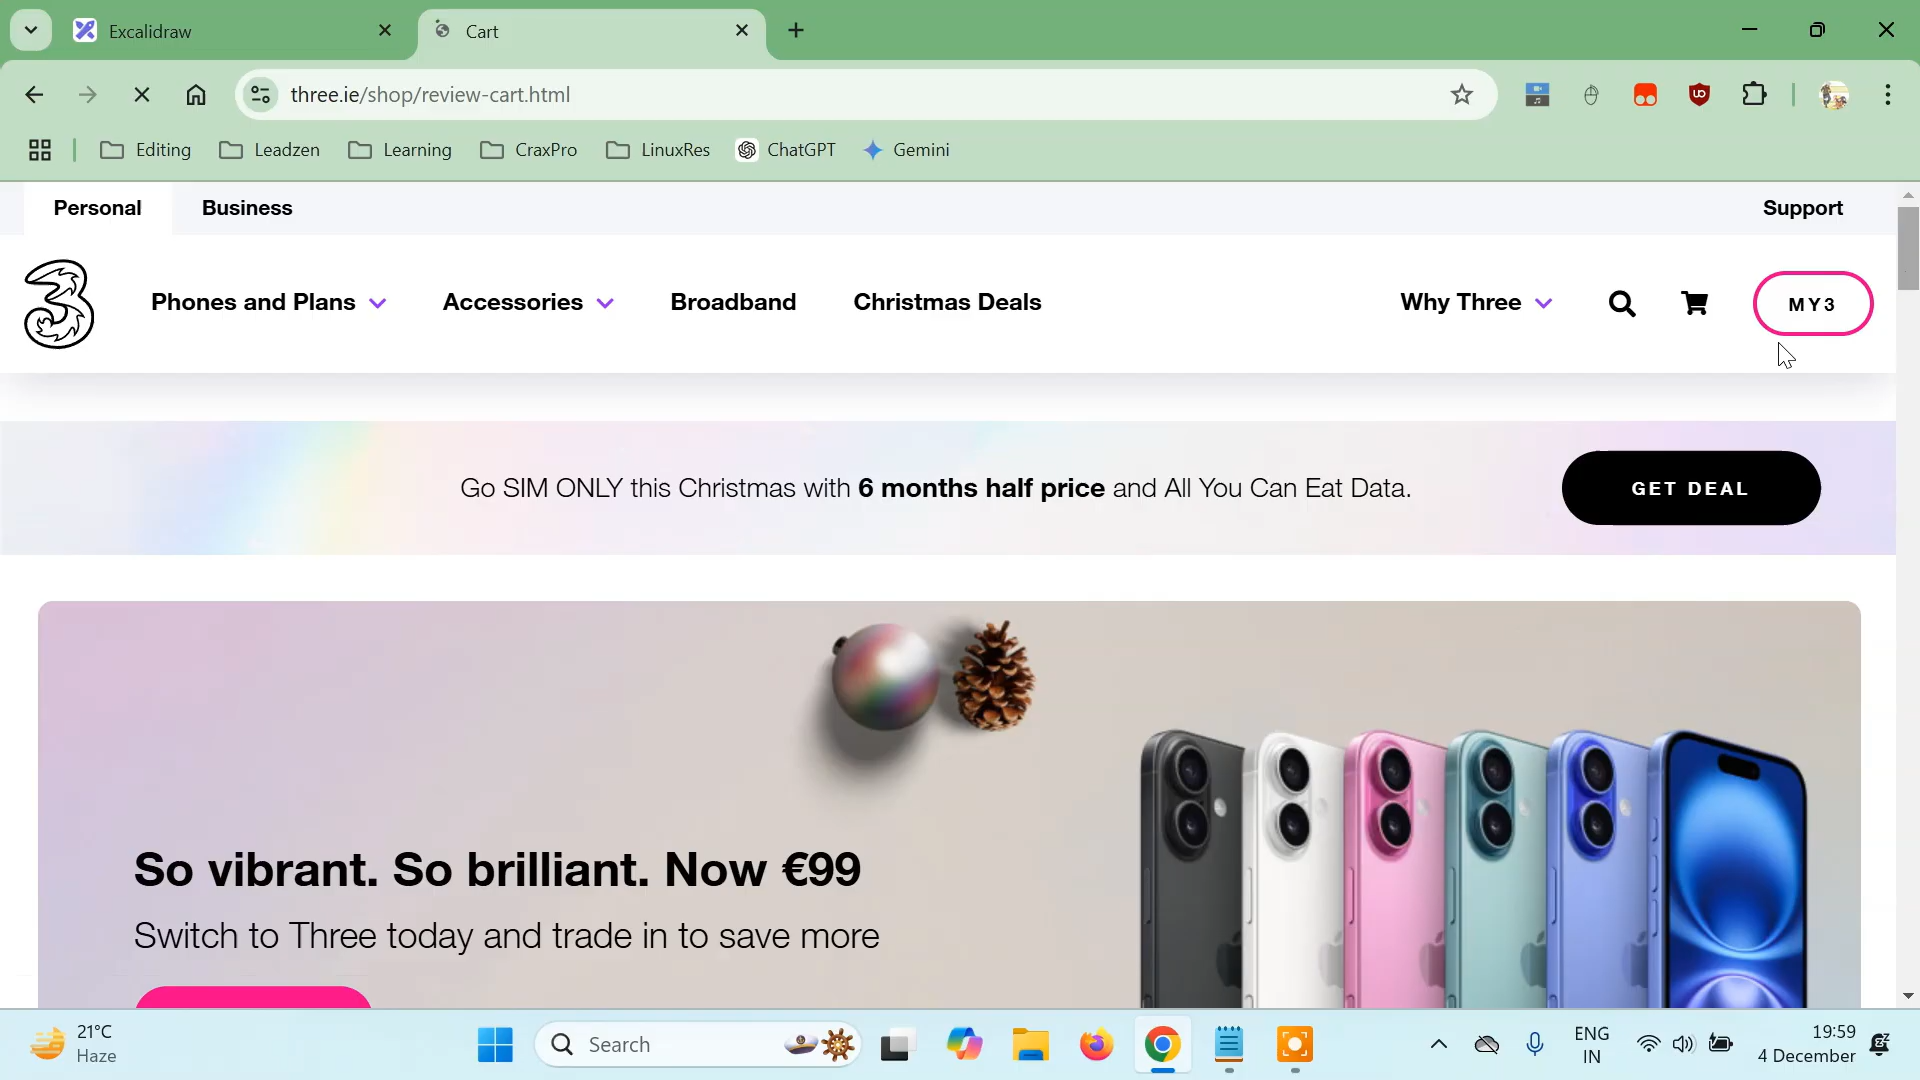 Excalidraw
Cart
three.ie/shop/review-cart.html
Editing
Leadzen
Learning
CraxPro
LinuxRes
ChatGPT
Gemini
Personal
Business
Support
Phones and Plans
Accessories
Broadband
Christmas Deals
Why Three
MY3
Go SIM ONLY this Christmas with 6 months half price and All You Can Eat Data.
GET DEAL
So vibrant. So brilliant. Now €99
Switch to Three today and trade in to save more
21°C
Haze
Search
ENG
IN
19:59
4 December